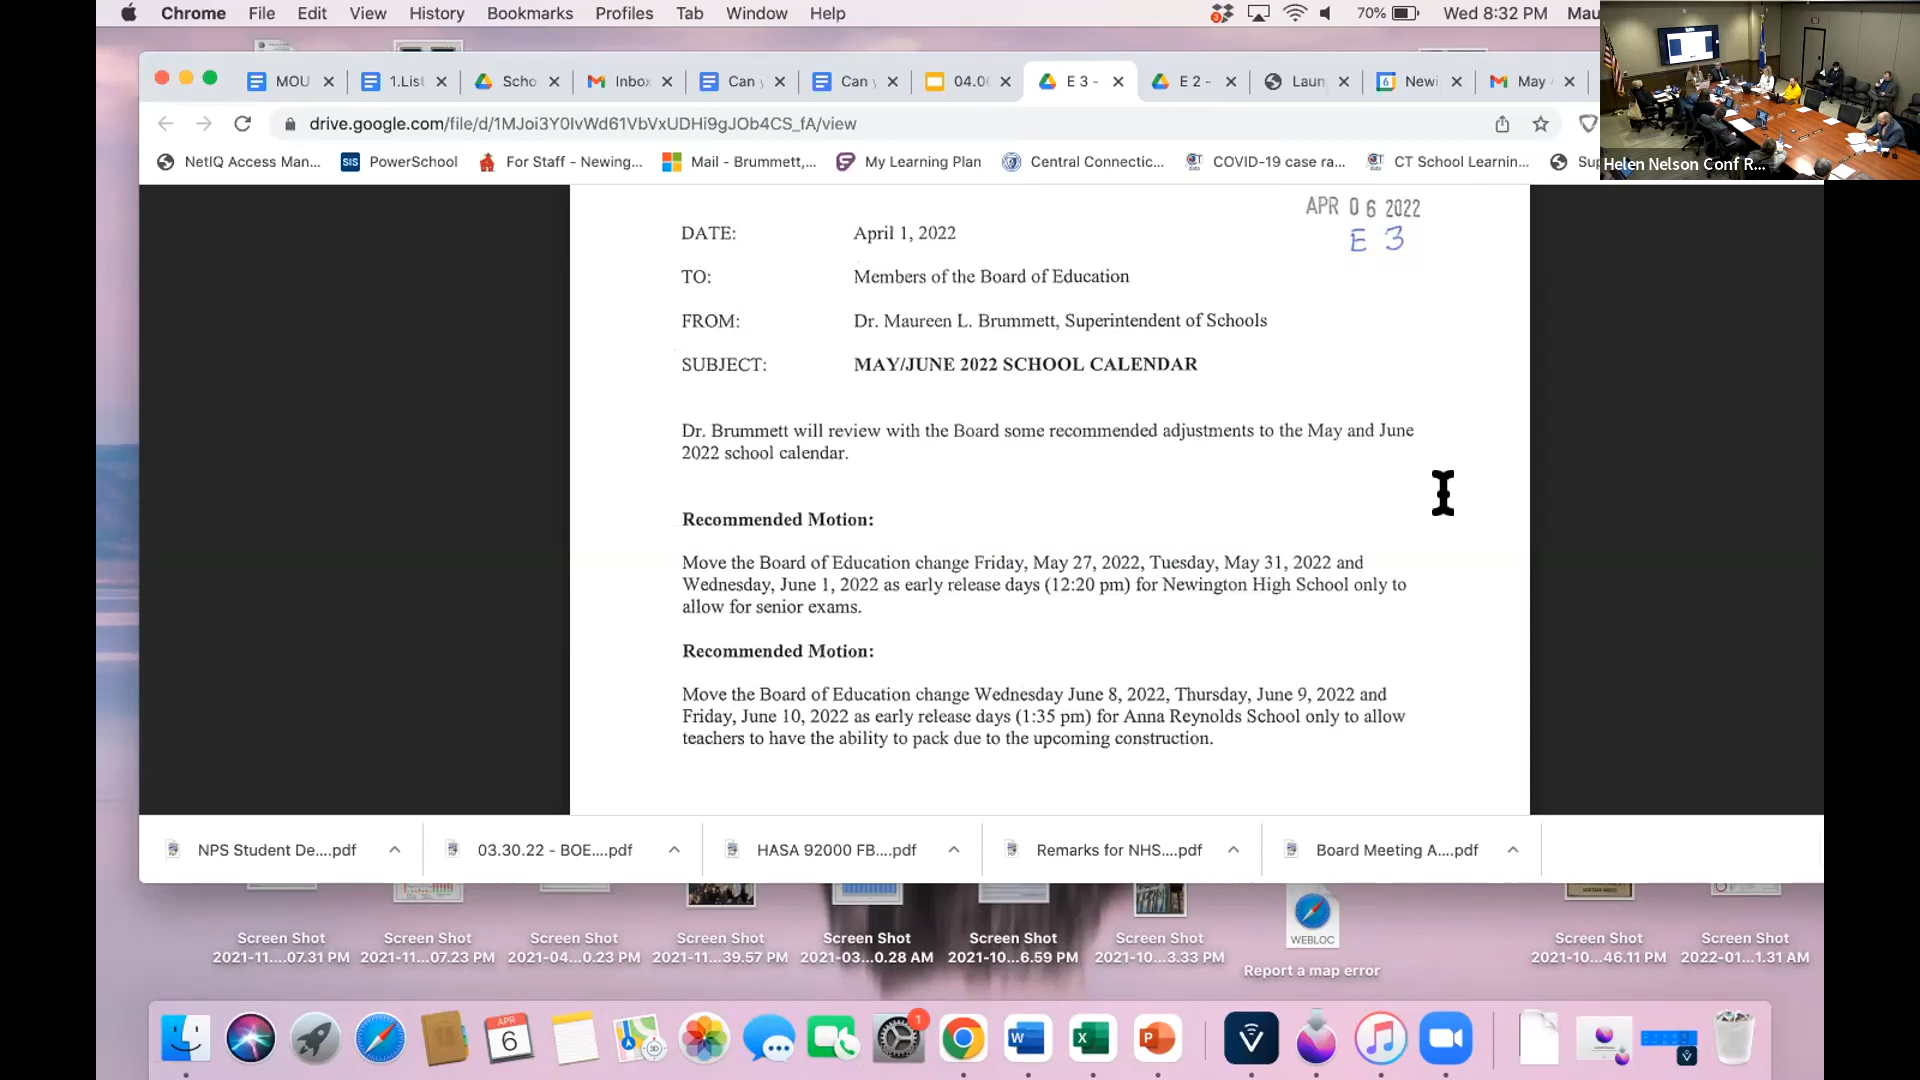 Chrome File Edit View History Bookmarks Profiles Tab Window Help
3
70% Wed 8:32 PM Mau
MOU 1.List Scho Inbox Can Can 04.0 E 3 - E 2 - Laun 6 Newi May
drive.google.com/file/d/1MJoi3Y0IvWd61VbVxUDHi9gJOb4CS_fA/view
NetIQ Access Man... SIS PowerSchool For Staff - Newing... Mail - Brummett,... My Learning Plan Central Connectic... COVID-19 case ra... CT School Learnin... Su
Helen Nelson Conf R...
APR 06 2022
E 3
DATE: April 1, 2022
TO: Members of the Board of Education
FROM: Dr. Maureen L. Brummett, Superintendent of Schools
SUBJECT: MAY/JUNE 2022 SCHOOL CALENDAR
Dr. Brummett will review with the Board some recommended adjustments to the May and June
2022 school calendar.
Recommended Motion:
Move the Board of Education change Friday, May 27, 2022, Tuesday, May 31, 2022 and
Wednesday, June 1, 2022 as early release days (12:20 pm) for Newington High School only to
allow for senior exams.
Recommended Motion:
Move the Board of Education change Wednesday June 8, 2022, Thursday, June 9, 2022 and
Friday, June 10, 2022 as early release days (1:35 pm) for Anna Reynolds School only to allow
teachers to have the ability to pack due to the upcoming construction.
NPS Student De....pdf 03.30.22 - BOE....pdf HASA 92000 FB....pdf Remarks for NHS....pdf Board Meeting A....pdf
WEBLOC
Screen Shot Screen Shot Screen Shot Screen Shot Screen Shot Screen Shot Screen Shot Screen Shot Screen Shot
2021-11....07.31 PM 2021-11...07.23 PM 2021-04...0.23 PM 2021-11...39.57 PM 2021-03...0.28 AM 2021-10...6.59 PM 2021-10...3.33 PM 2021-10...46.11 PM 2022-01...1.31 AM
Report a map error
APR
6
1
W X P